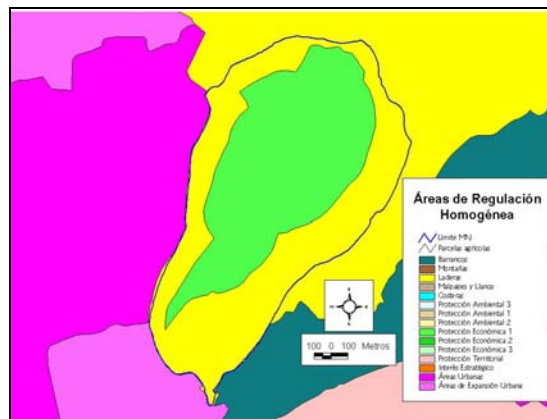 Áreas de Regulación
Homogénea
Límite MN
Parcelas agrícolas
Barrancos
Montañas
Laderas
Malpaíses y Llanos
Costeras
Protección Ambiental 3
Protección Ambiental 1
Protección Ambiental 2
Protección Económica 1
Protección Económica 2
Protección Económica 3
Protección Territorial
Interés Estratégico
Áreas Urbanas
Áreas de Expansión Urbana
100 0 100 Metros